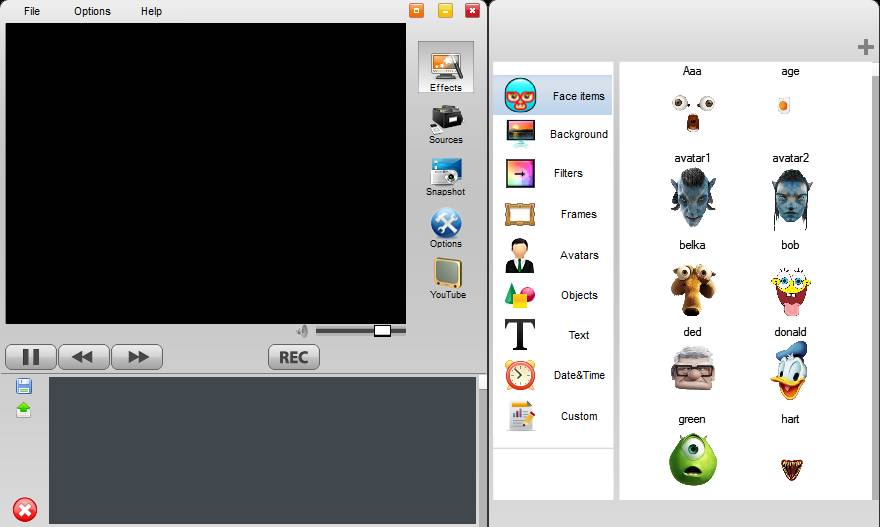 File Options Help
Effects
Sources
Snapshot
Options
YouTube
REC
Face items
Background
Filters
Frames
Avatars
Objects
T Text
Date&Time
Custom
Aaa age
avatar1 avatar2
belka bob
ded donald
green hart